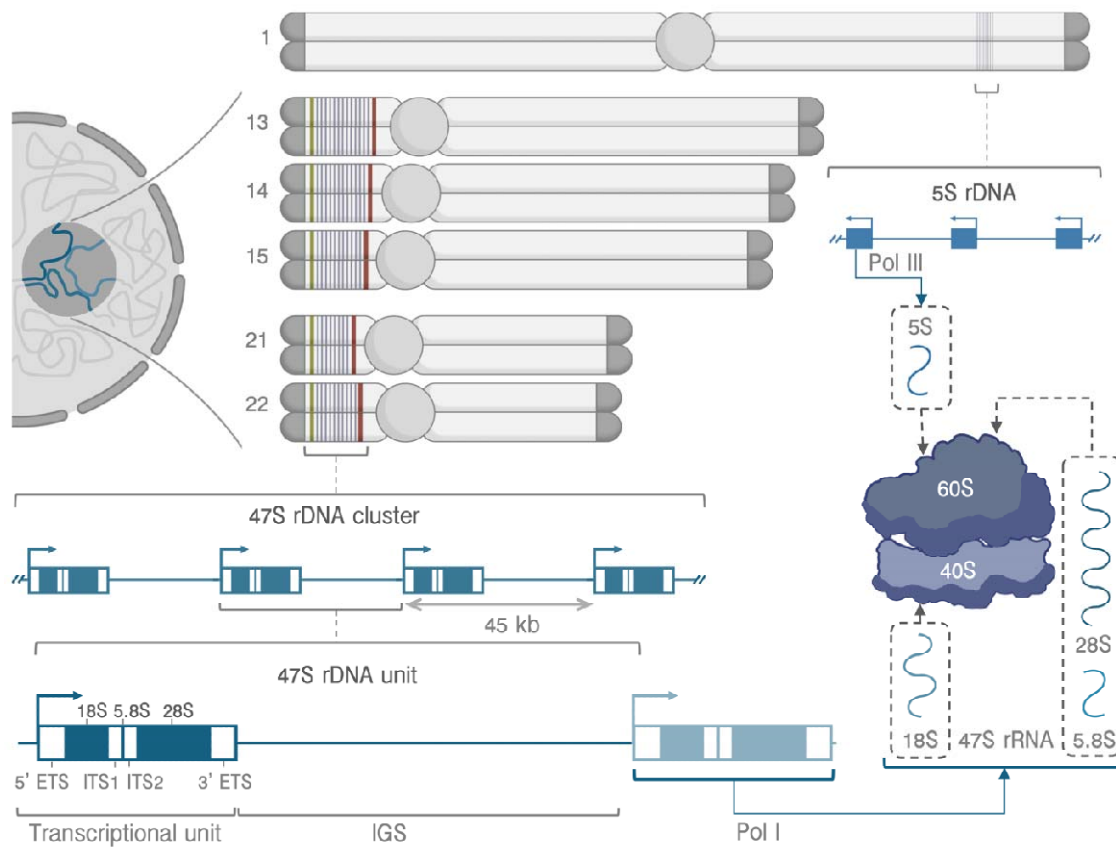 1
13
14
15
21
22
5S rDNA
Pol III
5S
60S
40S
28S
18S 47S rRNA 5.8S
47S rDNA cluster
45 kb
47S rDNA unit
18S 5.8S 28S
5' ETS ITS1 ITS2 3' ETS
Transcriptional unit IGS Pol I